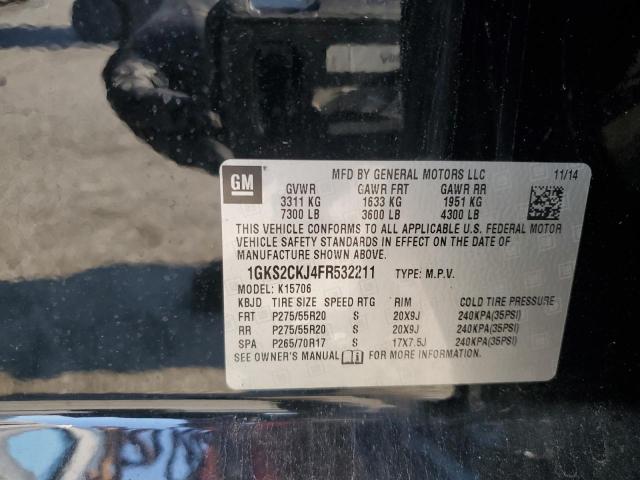 GM
MFD BY GENERAL MOTORS LLC 11/14
GVWR GAWR FRT GAWR RR
3311 KG 1633 KG 1951 KG
7300 LB 3600 LB 4300 LB
THIS VEHICLE CONFORMS TO ALL APPLICABLE U.S. FEDERAL MOTOR
VEHICLE SAFETY STANDARDS IN EFFECT ON THE DATE OF
MANUFACTURE SHOWN ABOVE.
1GKS2CKJ4FR532211 TYPE: M.P.V.
MODEL: K15706
KBJD TIRE SIZE SPEED RTG RIM COLD TIRE PRESSURE
FRT P275/55R20 S 20X9J 240KPA(35PSI)
RR P275/55R20 S 20X9J 240KPA(35PSI)
SPA P265/70R17 S 17X7.5J 240KPA(35PSI)
SEE OWNER'S MANUAL FOR MORE INFORMATION.